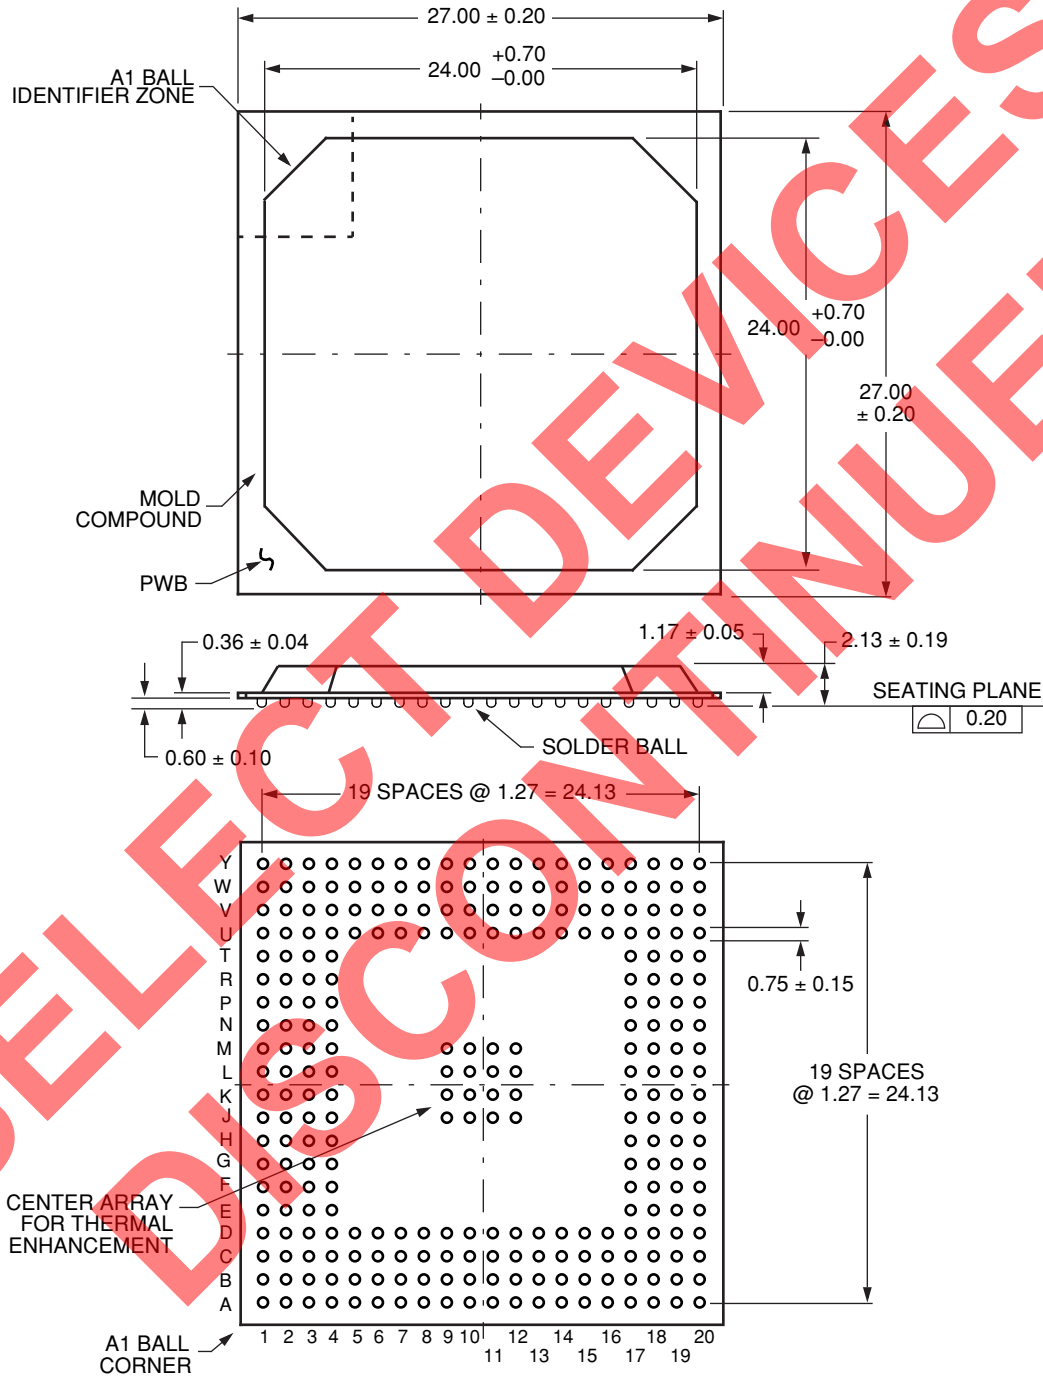 27.00 ± 0.20
24.00 +0.70
–0.00
A1 BALL
IDENTIFIER ZONE
24.00 +0.70
–0.00
27.00
± 0.20
MOLD
COMPOUND
PWB
0.36 ± 0.04
1.17 ± 0.05
2.13 ± 0.19
SEATING PLANE
0.20
SOLDER BALL
0.60 ± 0.10
19 SPACES @ 1.27 = 24.13
Y
W
V
U
T
R
P
N
M
L
K
J
H
G
F
E
D
C
B
A
0.75 ± 0.15
19 SPACES
@ 1.27 = 24.13
CENTER ARRAY
FOR THERMAL
ENHANCEMENT
1 2 3 4 5 6 7 8 9 10 12 14 16 18 20
11 13 15 17 19
A1 BALL
CORNER
SELECT DEVICES
DISCONTINUE